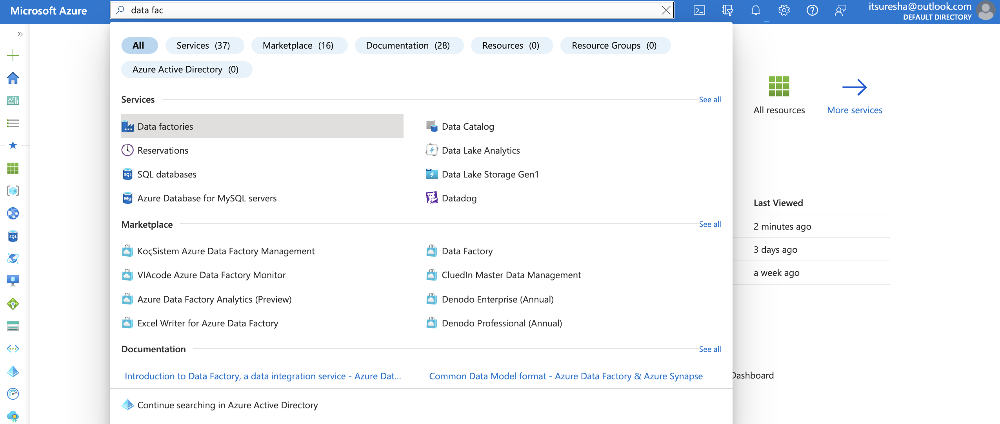 Microsoft Azure
data fac
itsuresha@outlook.com
DEFAULT DIRECTORY
All
Services (37)
Marketplace (16)
Documentation (28)
Resources (0)
Resource Groups (0)
Azure Active Directory (0)
Services
See all
Data factories
Data Catalog
Reservations
Data Lake Analytics
SQL databases
Data Lake Storage Gen1
Azure Database for MySQL servers
Datadog
Marketplace
See all
KoçSistem Azure Data Factory Management
Data Factory
VIAcode Azure Data Factory Monitor
CluedIn Master Data Management
Azure Data Factory Analytics (Preview)
Denodo Enterprise (Annual)
Excel Writer for Azure Data Factory
Denodo Professional (Annual)
Documentation
See all
Introduction to Data Factory, a data integration service - Azure Dat...
Common Data Model format - Azure Data Factory & Azure Synapse
Continue searching in Azure Active Directory
All resources
More services
Last Viewed
2 minutes ago
3 days ago
a week ago
Dashboard
SQL
SQL
My